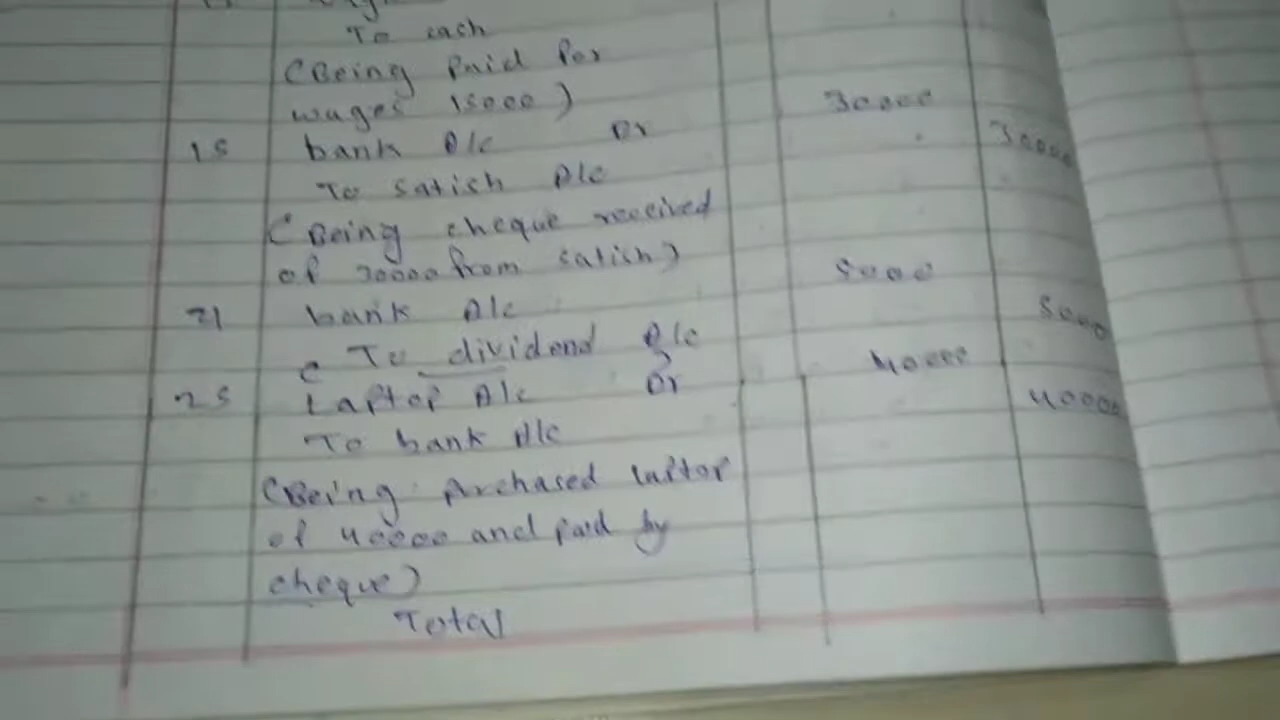 To cash
(Being Paid for
wages 15000)
30000
15 bank A/c Dr
30000
To satish A/c
(Being cheque received
of 30000 from satish)
5000
21 bank A/c
5000
To dividend A/c
40000
25 Laptop A/c Dr
40000
To bank A/c
(Being purchased laptop
of 40000 and paid by
cheque)
Total